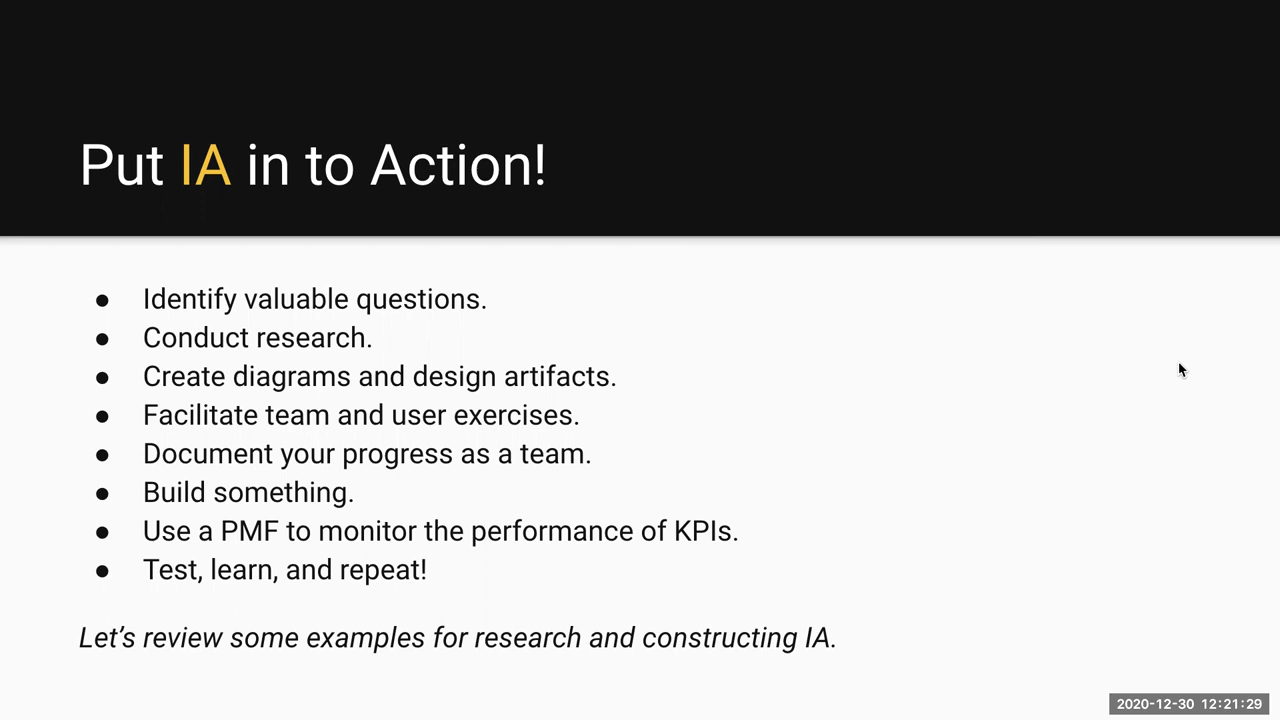 Put IA in to Action!
● Identify valuable questions.
● Conduct research.
● Create diagrams and design artifacts.
● Facilitate team and user exercises.
● Document your progress as a team.
● Build something.
● Use a PMF to monitor the performance of KPIs.
● Test, learn, and repeat!
Let’s review some examples for research and constructing IA.
2020-12-30 12:21:29